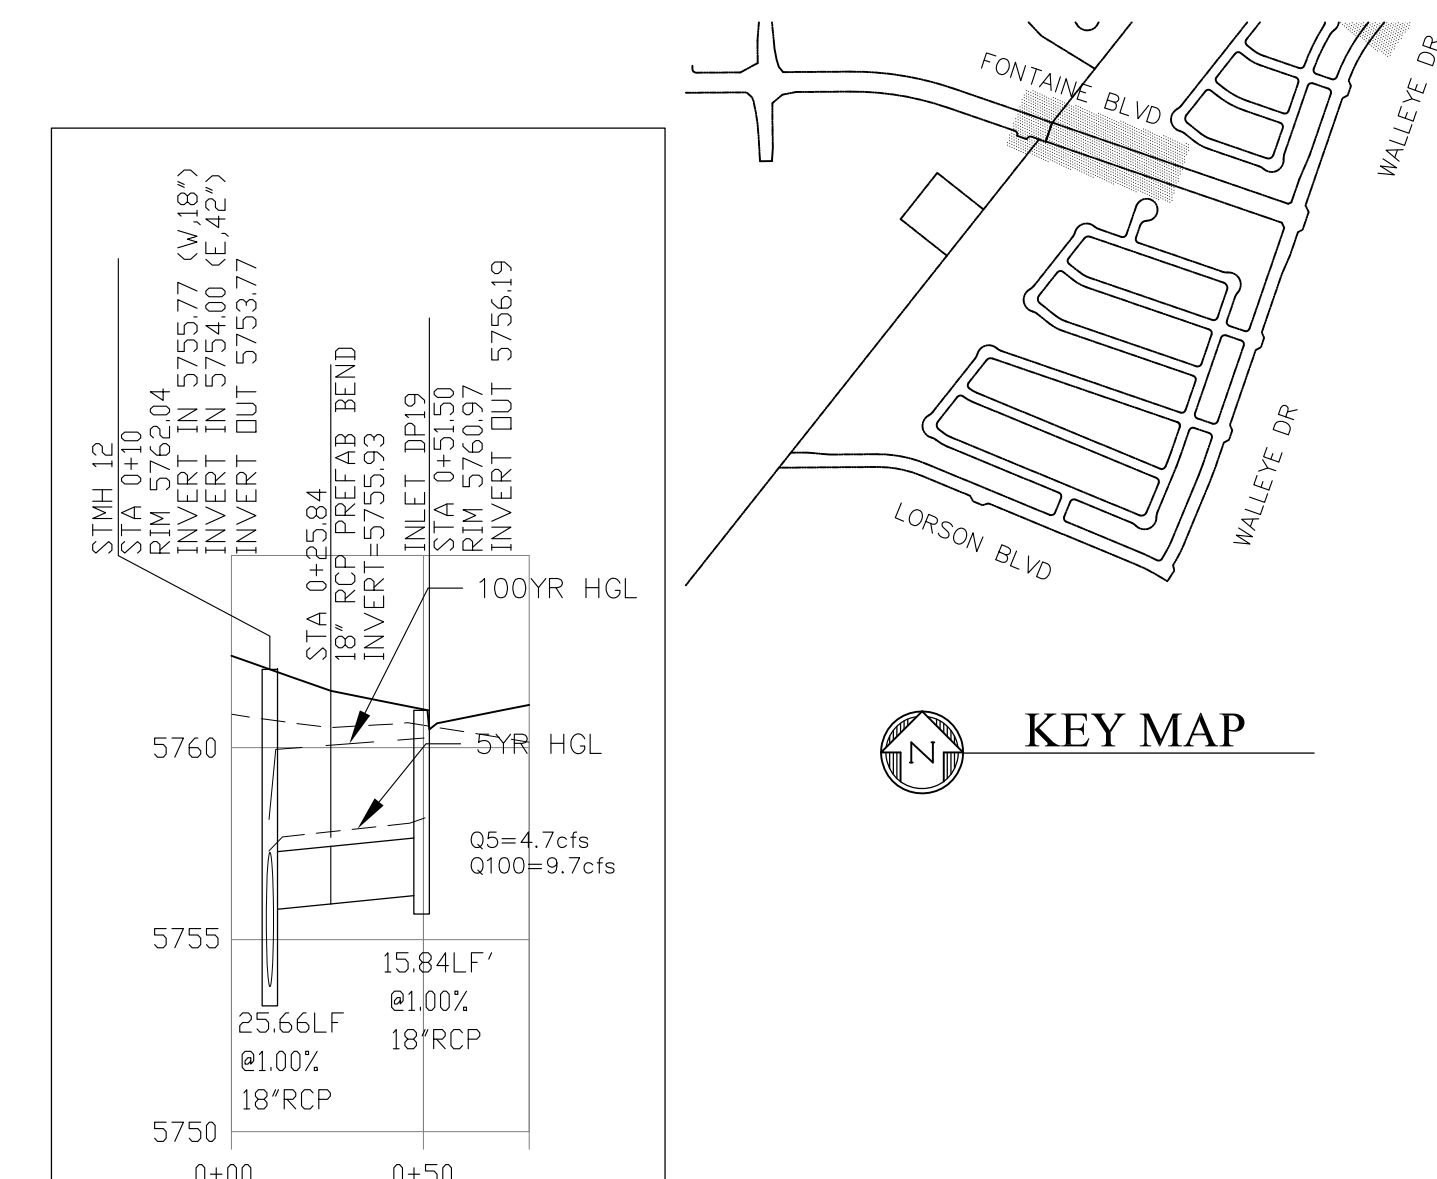 STMH 12
STA 0+10
RIM 5762.04
INVERT IN 5755.77 (W,18")
INVERT IN 5754.00 (E,42")
INVERT OUT 5753.77
STA 0+25.84
18" RCP PREFAB BEND
INVERT=5755.93
INLET DP19
STA 0+51.50
RIM 5760.97
INVERT OUT 5756.19
100YR HGL
5YR HGL
Q5=4.7cfs
Q100=9.7cfs
5760
5755
5750
15.84LF'
@1.00%
18"RCP
25.66LF
@1.00%
18"RCP
0+00
0+50
FONTAINE BLVD
WALLEYE DR
WALLEYE DR
LORSON BLVD
N
KEY MAP